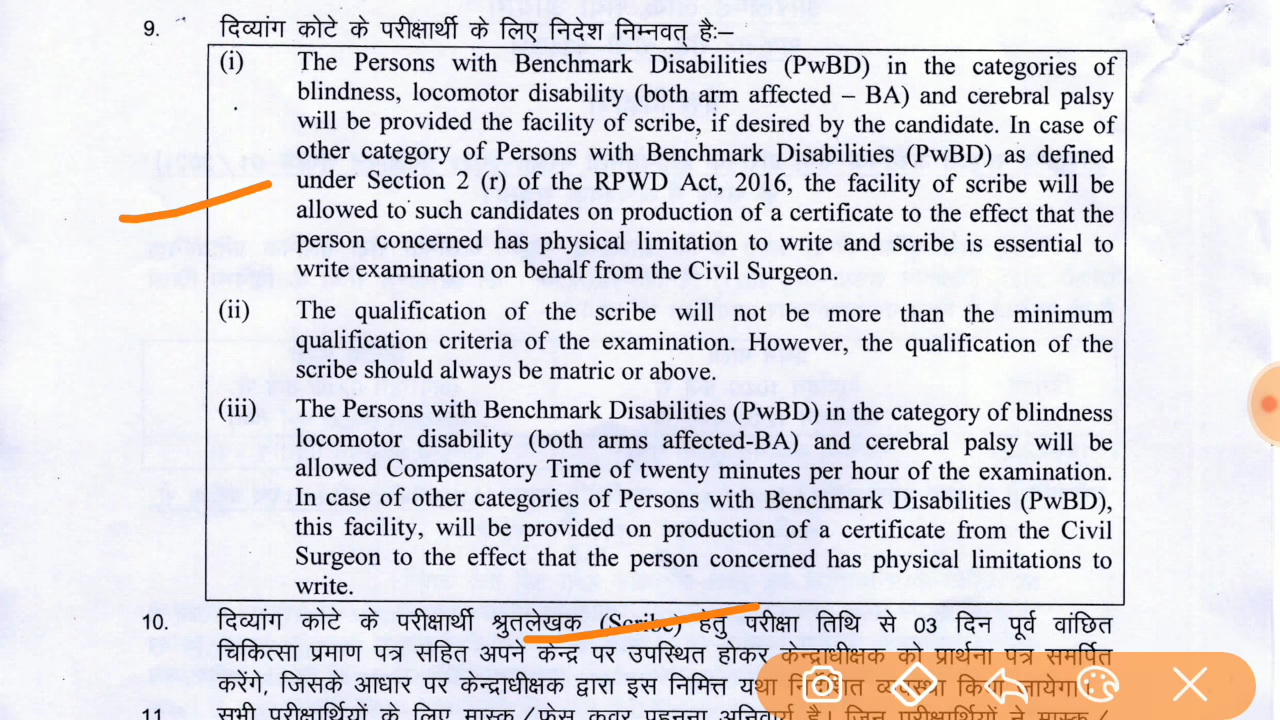 9. दिव्यांग कोटे के परीक्षार्थी के लिए निदेश निम्नवत् है:–
(i) The Persons with Benchmark Disabilities (PwBD) in the categories of
blindness, locomotor disability (both arm affected – BA) and cerebral palsy
will be provided the facility of scribe, if desired by the candidate. In case of
other category of Persons with Benchmark Disabilities (PwBD) as defined
under Section 2 (r) of the RPWD Act, 2016, the facility of scribe will be
allowed to such candidates on production of a certificate to the effect that the
person concerned has physical limitation to write and scribe is essential to
write examination on behalf from the Civil Surgeon.
(ii) The qualification of the scribe will not be more than the minimum
qualification criteria of the examination. However, the qualification of the
scribe should always be matric or above.
(iii) The Persons with Benchmark Disabilities (PwBD) in the category of blindness
locomotor disability (both arms affected-BA) and cerebral palsy will be
allowed Compensatory Time of twenty minutes per hour of the examination.
In case of other categories of Persons with Benchmark Disabilities (PwBD),
this facility, will be provided on production of a certificate from the Civil
Surgeon to the effect that the person concerned has physical limitations to
write.
10. दिव्यांग कोटे के परीक्षार्थी श्रुतलेखक (Scribe) हेतु परीक्षा तिथि से 03 दिन पूर्व वांछित
चिकित्सा प्रमाण पत्र सहित अपने केन्द्र पर उपस्थित होकर केन्द्राधीक्षक को प्रार्थना पत्र समर्पित
करेंगे, जिसके आधार पर केन्द्राधीक्षक द्वारा इस निमित्त यथा निदेशित व्यवस्था किया जायेगा।
11. सभी परीक्षार्थियों के लिए मास्क/फेस कवर पहनना अनिवार्य है। जिन परीक्षार्थियों ने मास्क/